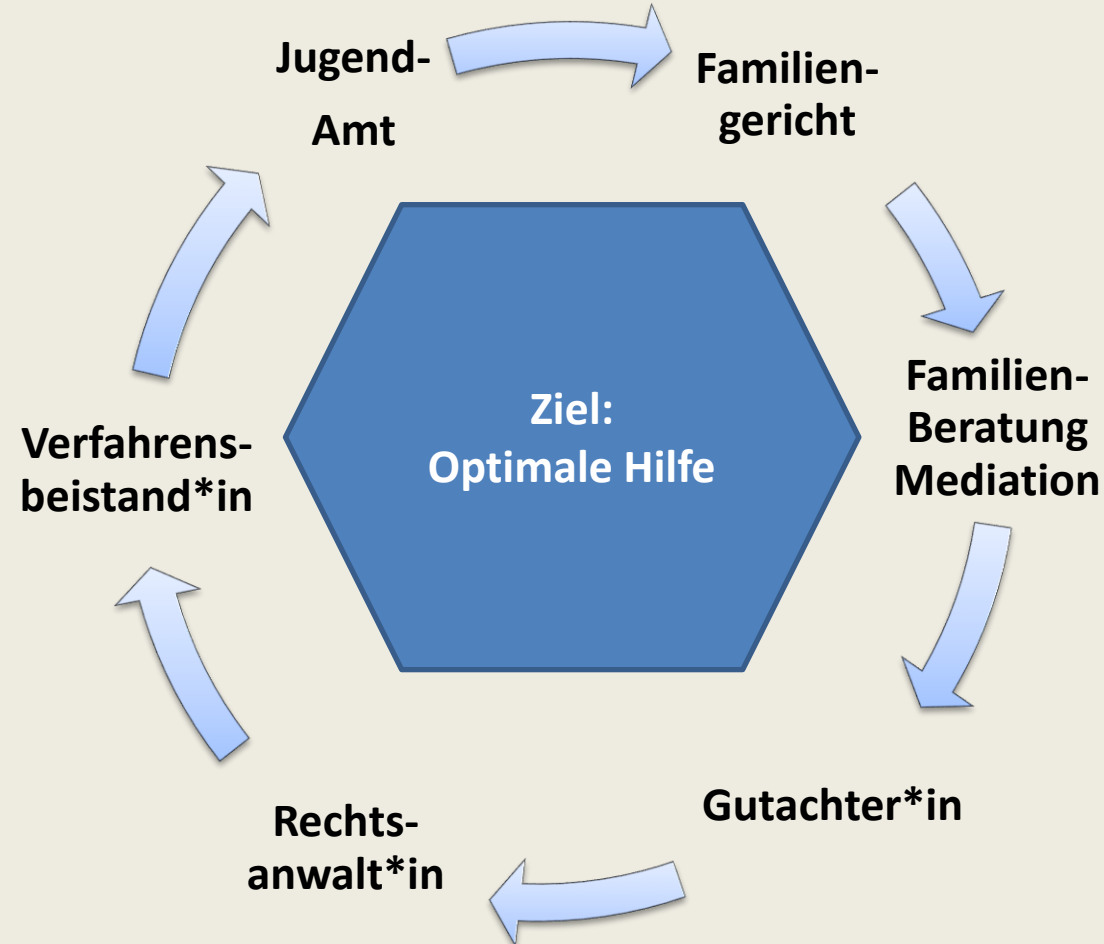 Jugend-
Amt
Familien-
gericht
Familien-
Beratung
Mediation
Gutachter*in
Rechts-
anwalt*in
Verfahrens-
beistand*in
Ziel:
Optimale Hilfe